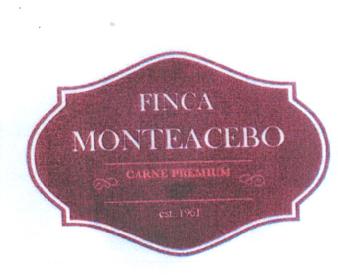 FINCA
MONTEACEBO
CARNE PREMIUM
est. 1961